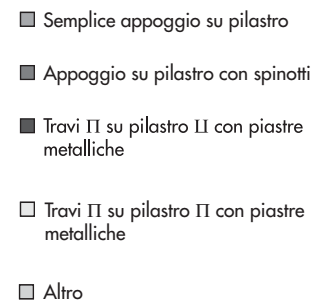 Semplice appoggio su pilastro
Appoggio su pilastro con spinotti
Travi Π su pilastro Ц con piastre
metalliche
Travi Π su pilastro Π con piastre
metalliche
Altro